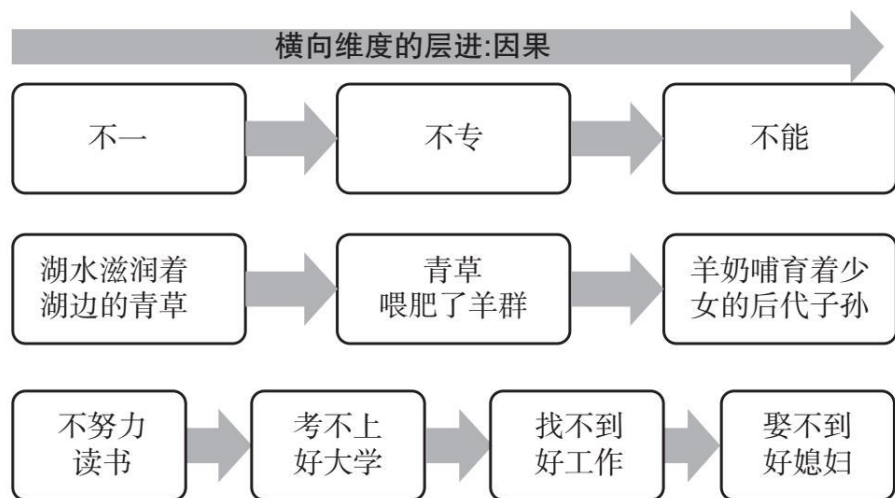 横向维度的层进:因果
不一
不专
不能
湖水滋润着
湖边的青草
青草
喂肥了羊群
羊奶哺育着少
女的后代子孙
不努力
读书
考不上
好大学
找不到
好工作
娶不到
好媳妇